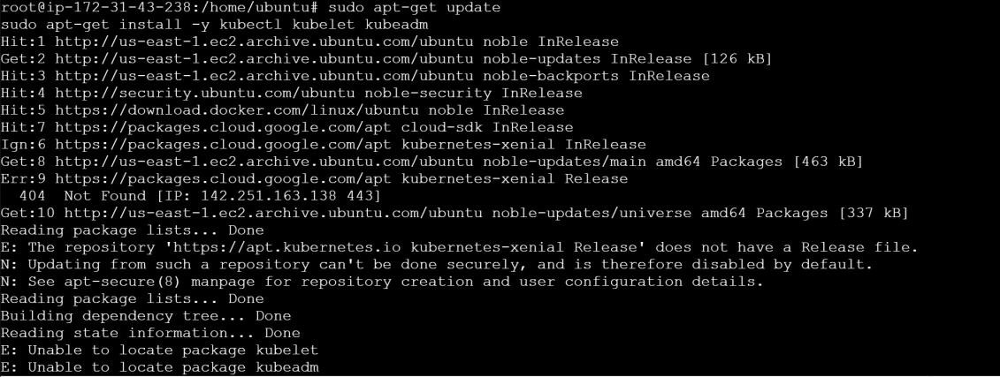 root@ip-172-31-43-238:/home/ubuntu# sudo apt-get update
sudo apt-get install -y kubectl kubelet kubeadm
Hit:1 http://us-east-1.ec2.archive.ubuntu.com/ubuntu noble InRelease
Get:2 http://us-east-1.ec2.archive.ubuntu.com/ubuntu noble-updates InRelease [126 kB]
Hit:3 http://us-east-1.ec2.archive.ubuntu.com/ubuntu noble-backports InRelease
Hit:4 http://security.ubuntu.com/ubuntu noble-security InRelease
Hit:5 https://download.docker.com/linux/ubuntu noble InRelease
Hit:7 https://packages.cloud.google.com/apt cloud-sdk InRelease
Ign:6 https://packages.cloud.google.com/apt kubernetes-xenial InRelease
Get:8 http://us-east-1.ec2.archive.ubuntu.com/ubuntu noble-updates/main amd64 Packages [463 kB]
Err:9 https://packages.cloud.google.com/apt kubernetes-xenial Release
  404  Not Found [IP: 142.251.163.138 443]
Get:10 http://us-east-1.ec2.archive.ubuntu.com/ubuntu noble-updates/universe amd64 Packages [337 kB]
Reading package lists... Done
E: The repository 'https://apt.kubernetes.io kubernetes-xenial Release' does not have a Release file.
N: Updating from such a repository can't be done securely, and is therefore disabled by default.
N: See apt-secure(8) manpage for repository creation and user configuration details.
Reading package lists... Done
Building dependency tree... Done
Reading state information... Done
E: Unable to locate package kubelet
E: Unable to locate package kubeadm